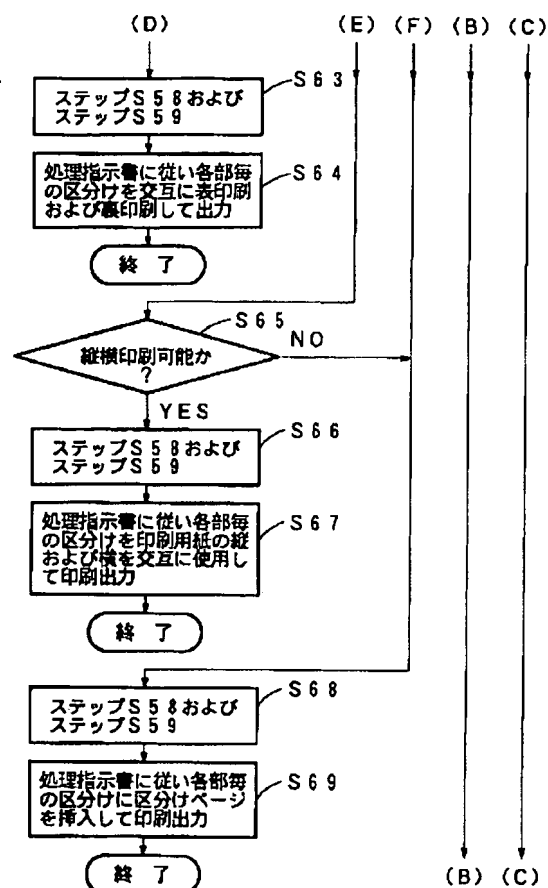 (D)
(E)
(F)
(B)
(C)
S63
ステップS58および
ステップS59
S64
処理指示書に従い各部毎
の区分けを交互に表印刷
および裏印刷して出力
終了
S65
縦横印刷可能か
?
NO
YES
S66
ステップS58および
ステップS59
S67
処理指示書に従い各部毎
の区分けを印刷用紙の縦
および横を交互に使用し
て印刷出力
終了
S68
ステップS58および
ステップS59
S69
処理指示書に従い各部毎
の区分けに区分けページ
を挿入して印刷出力
終了
(B)
(C)